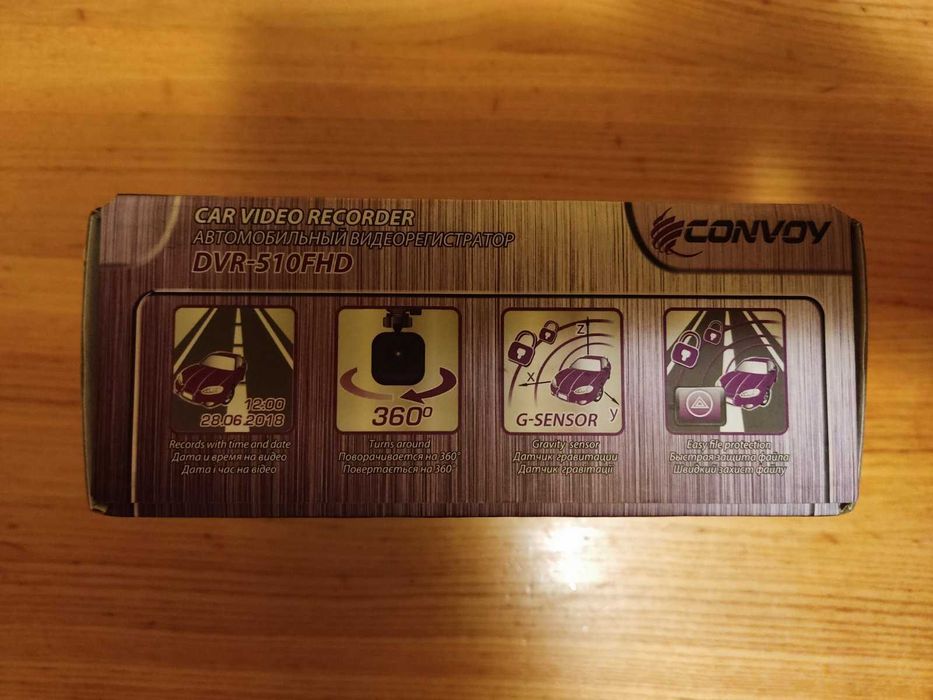 CAR VIDEO RECORDER
АВТОМОБИЛЬНЫЙ ВИДЕОРЕГИСТРАТОР
DVR-510FHD
CONVOY
12:00
28.06.2018
Records with time and date
Дата и время на видео
Дата і час на відео
360°
Turns around
Поворачивается на 360°
Повертається на 360°
Z
X
y
G-SENSOR
Gravity sensor
Датчик гравитации
Датчик гравітації
Easy file protection
Быстрая защита файла
Швидкий захист файлу